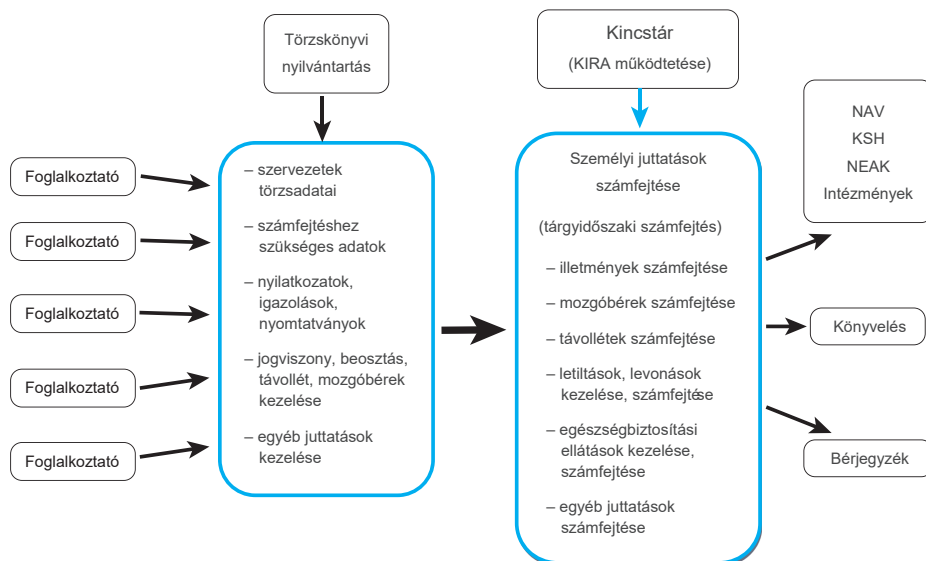 Törzskönyvi
nyilvántartás
Kincstár
(KIRA működtetése)
NAV
KSH
NEAK
Intézmények
Foglalkoztató
Foglalkoztató
Foglalkoztató
Foglalkoztató
Foglalkoztató
– szervezetek
törzsadatai
– számfejtéshez
szükséges adatok
– nyilatkozatok,
igazolások,
nyomtatványok
– jogviszony, beosztás,
távollét, mozgóbérek
kezelése
– egyéb juttatások
kezelése
Személyi juttatások
számfejtése
(tárgyidőszaki számfejtés)
– illetmények számfejtése
– mozgóbérek számfejtése
– távollétek számfejtése
– letiltások, levonások
kezelése, számfejtése
– egészségbiztosítási
ellátások kezelése,
számfejtése
– egyéb juttatások
számfejtése
Könyvelés
Bérjegyzék